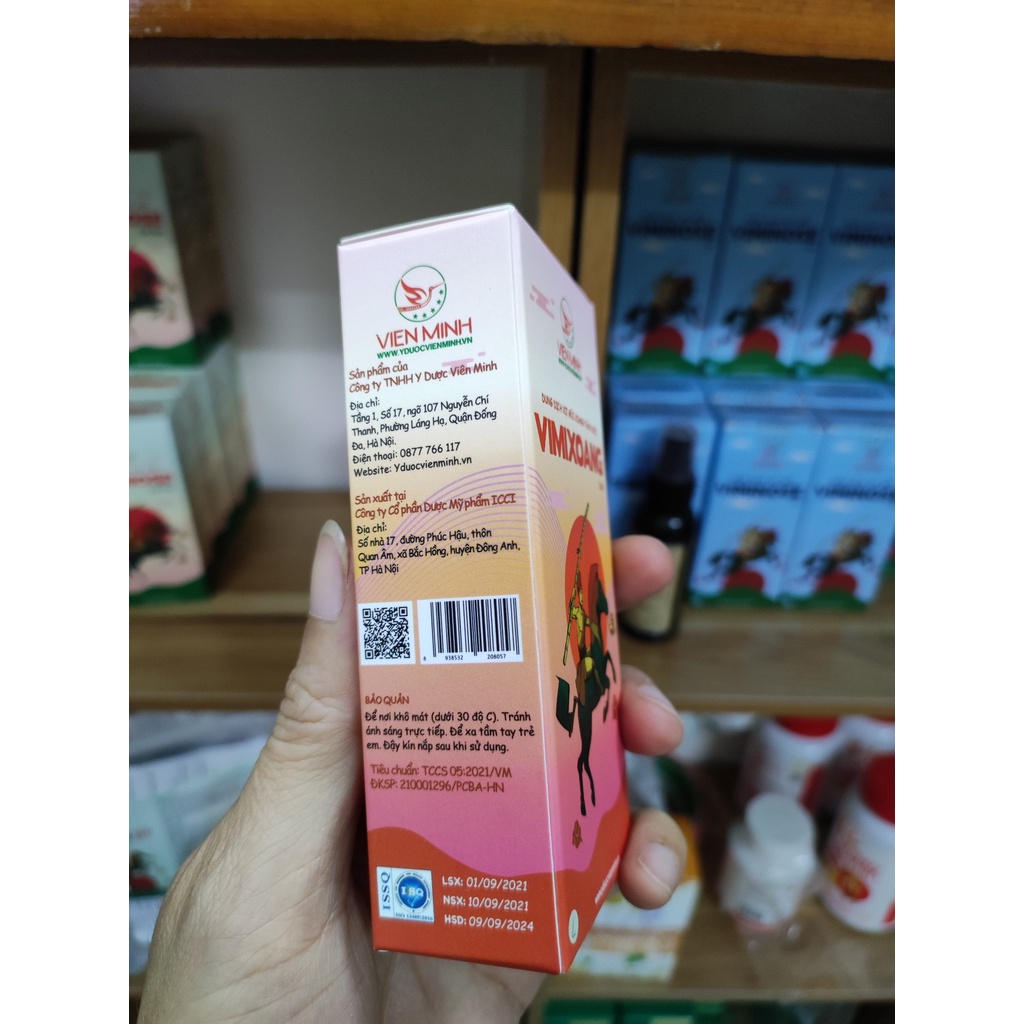 VIEN MINH
WWW.YDUOCVIENMINH.VN
Sản phẩm của
Công ty TNHH Y Dược Viên Minh
Địa chỉ:
Tầng 1, Số 17, ngõ 107 Nguyễn Chí
Thanh, Phường Láng Hạ, Quận Đống
Đa, Hà Nội.
Điện thoại: 0877 766 117
Website: Yduocvienminh.vn
Sản xuất tại
Công ty Cổ phần Dược Mỹ phẩm ICCI
Địa chỉ:
Số nhà 17, đường Phúc Hậu, thôn
Quan Âm, xã Bắc Hồng, huyện Đông Anh,
TP Hà Nội
8 938532 208057
BẢO QUẢN
Để nơi khô mát (dưới 30 độ C). Tránh
ánh sáng trực tiếp. Để xa tầm tay trẻ
em. Đậy kín nắp sau khi sử dụng.
Tiêu chuẩn: TCCS 05:2021/VM
ĐKSP: 210001296/PCBA-HN
ISSQ
LSX: 01/09/2021
NSX: 10/09/2021
HSD: 09/09/2024
VIEN MINH
VIMIXOANG